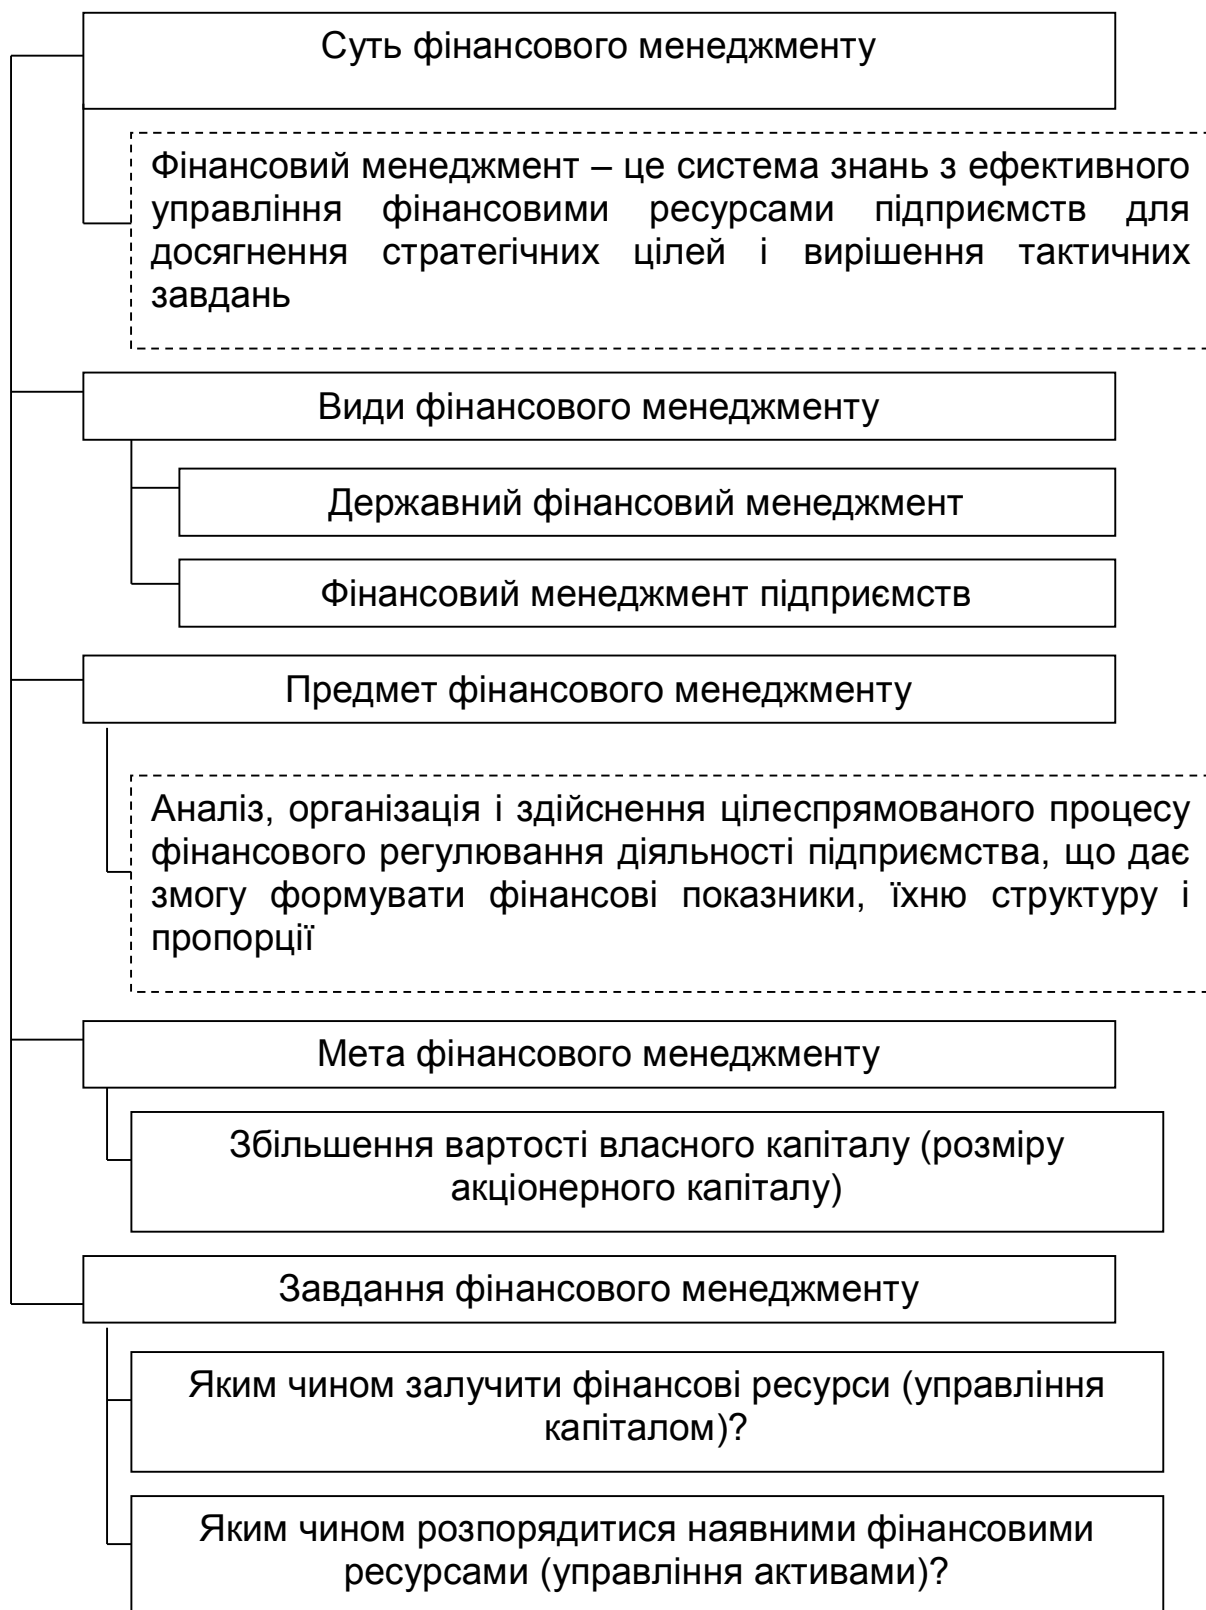 Суть фінансового менеджменту
Фінансовий менеджмент – це система знань з ефективного
управління фінансовими ресурсами підприємств для
досягнення стратегічних цілей і вирішення тактичних
завдань
Види фінансового менеджменту
Державний фінансовий менеджмент
Фінансовий менеджмент підприємств
Предмет фінансового менеджменту
Аналіз, організація і здійснення цілеспрямованого процесу
фінансового регулювання діяльності підприємства, що дає
змогу формувати фінансові показники, їхню структуру і
пропорції
Мета фінансового менеджменту
Збільшення вартості власного капіталу (розміру
акціонерного капіталу)
Завдання фінансового менеджменту
Яким чином залучити фінансові ресурси (управління
капіталом)?
Яким чином розпорядитися наявними фінансовими
ресурсами (управління активами)?